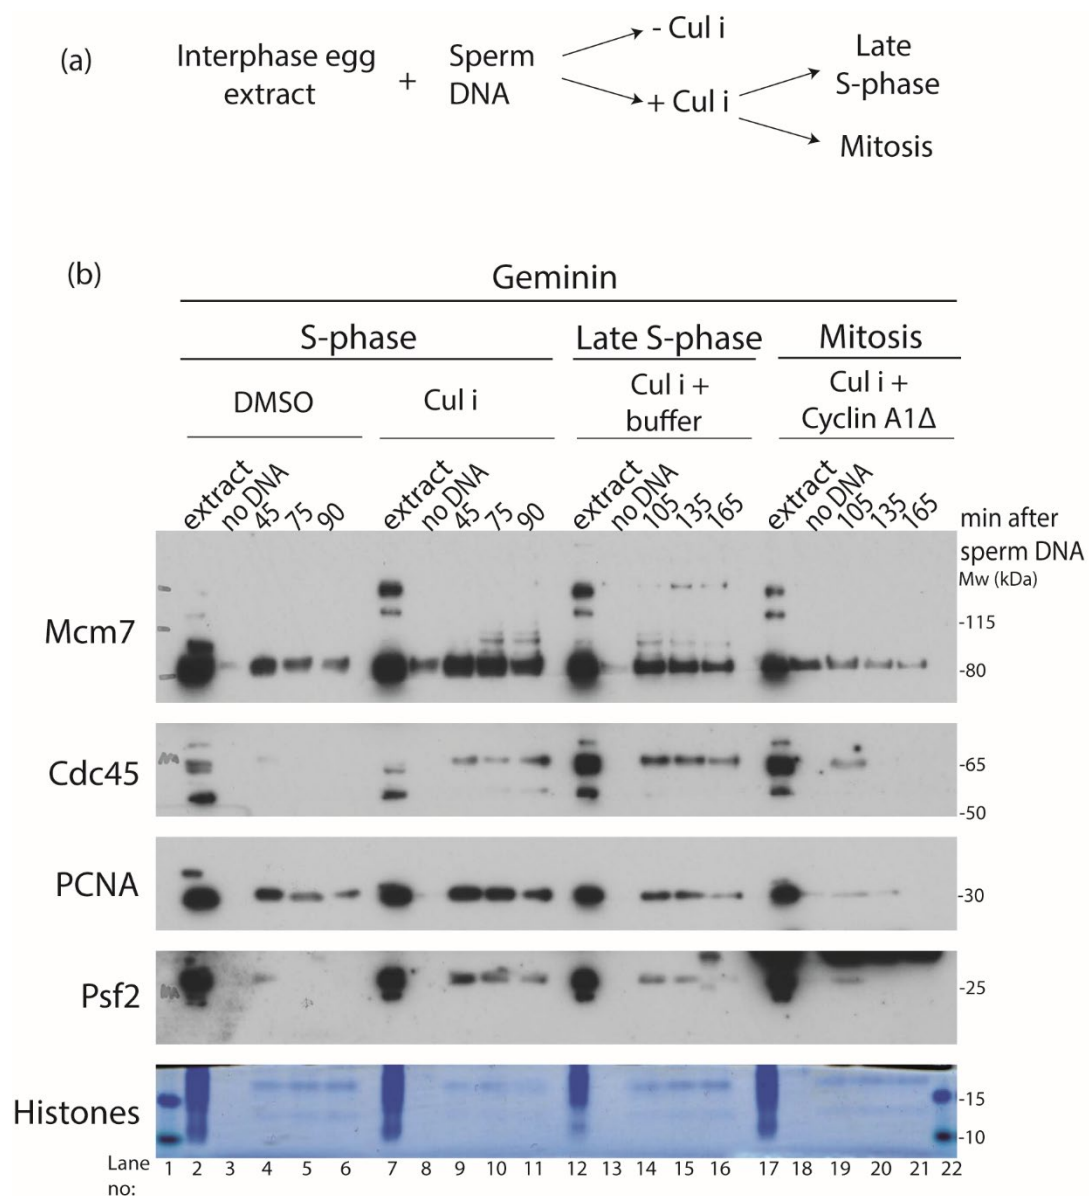 (a)
Interphase egg
extract
+
Sperm
DNA
- Cul i
+ Cul i
Late
S-phase
Mitosis
(b)
Geminin
S-phase
Late S-phase
Mitosis
DMSO
Cul i
Cul i +
buffer
Cul i +
Cyclin A1Δ
extract no DNA 45 75 90 extract no DNA 45 75 90 extract no DNA 105 135 165 extract no DNA 105 135 165 min after
sperm DNA
Mw (kDa)
Mcm7
-115
-80
Cdc45
-65
-50
PCNA
-30
Psf2
-25
Histones
-15
-10
Lane
no:
1 2 3 4 5 6 7 8 9 10 11 12 13 14 15 16 17 18 19 20 21 22